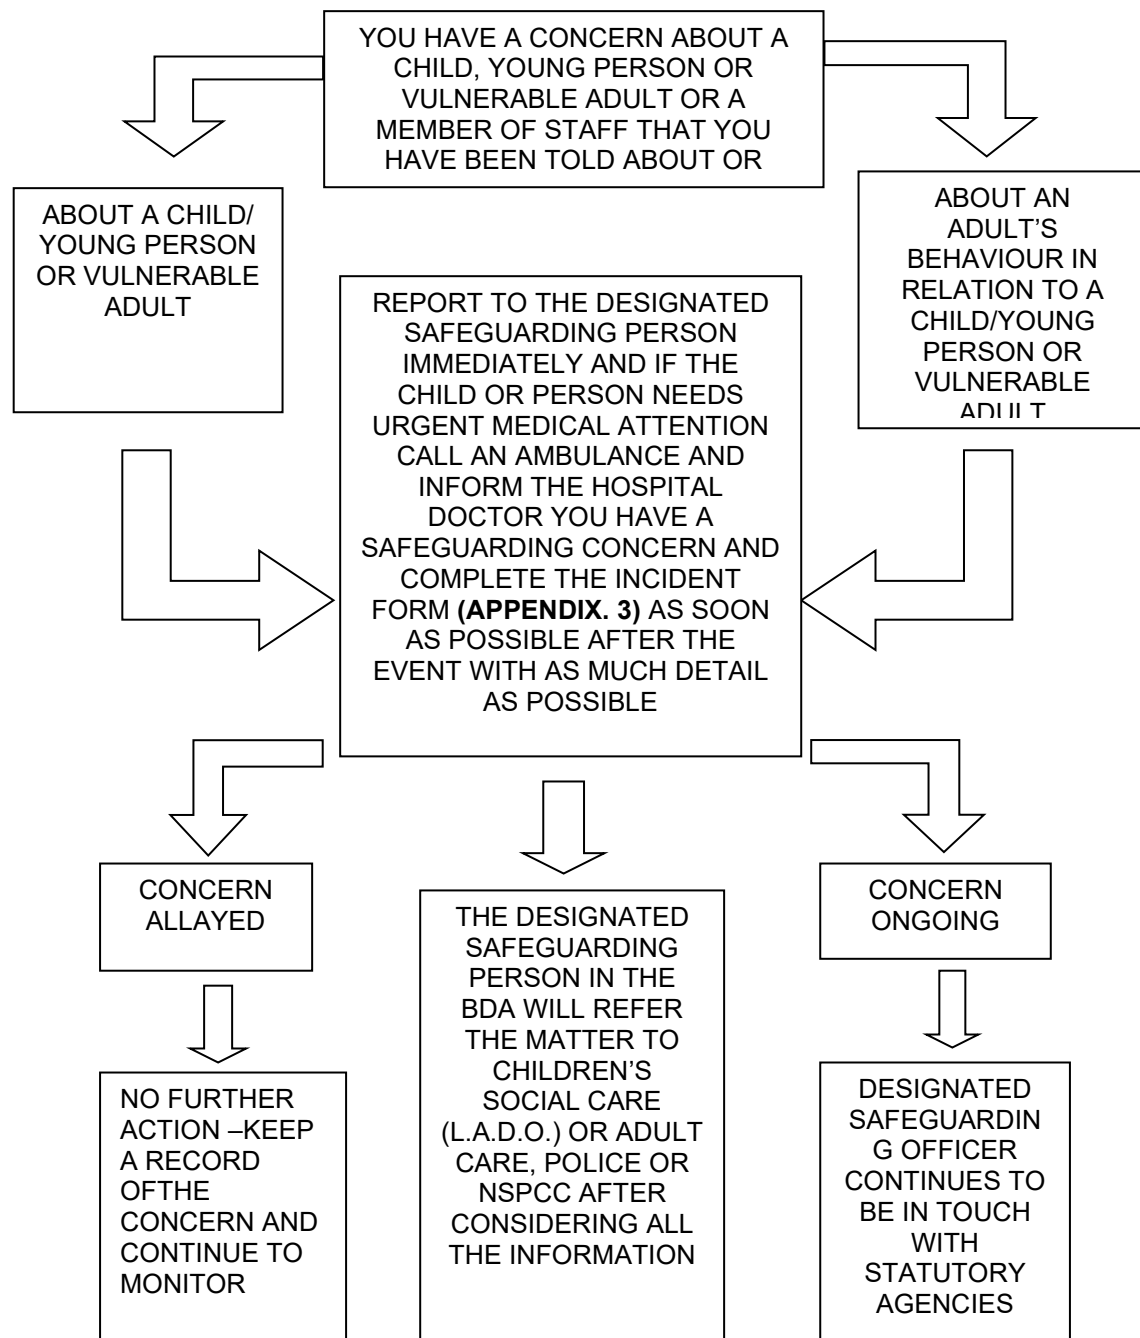 YOU HAVE A CONCERN ABOUT A
CHILD, YOUNG PERSON OR
VULNERABLE ADULT OR A
MEMBER OF STAFF THAT YOU
HAVE BEEN TOLD ABOUT OR
ABOUT A CHILD/
YOUNG PERSON
OR VULNERABLE
ADULT
ABOUT AN
ADULT’S
BEHAVIOUR IN
RELATION TO A
CHILD/YOUNG
PERSON OR
VULNERABLE
ADULT
REPORT TO THE DESIGNATED
SAFEGUARDING PERSON
IMMEDIATELY AND IF THE
CHILD OR PERSON NEEDS
URGENT MEDICAL ATTENTION
CALL AN AMBULANCE AND
INFORM THE HOSPITAL
DOCTOR YOU HAVE A
SAFEGUARDING CONCERN AND
COMPLETE THE INCIDENT
FORM (APPENDIX. 3) AS SOON
AS POSSIBLE AFTER THE
EVENT WITH AS MUCH DETAIL
AS POSSIBLE
CONCERN
ALLAYED
CONCERN
ONGOING
THE DESIGNATED
SAFEGUARDING
PERSON IN THE
BDA WILL REFER
THE MATTER TO
CHILDREN’S
SOCIAL CARE
(L.A.D.O.) OR ADULT
CARE, POLICE OR
NSPCC AFTER
CONSIDERING ALL
THE INFORMATION
NO FURTHER
ACTION –KEEP
A RECORD
OFTHE
CONCERN AND
CONTINUE TO
MONITOR
DESIGNATED
SAFEGUARDIN
G OFFICER
CONTINUES TO
BE IN TOUCH
WITH
STATUTORY
AGENCIES